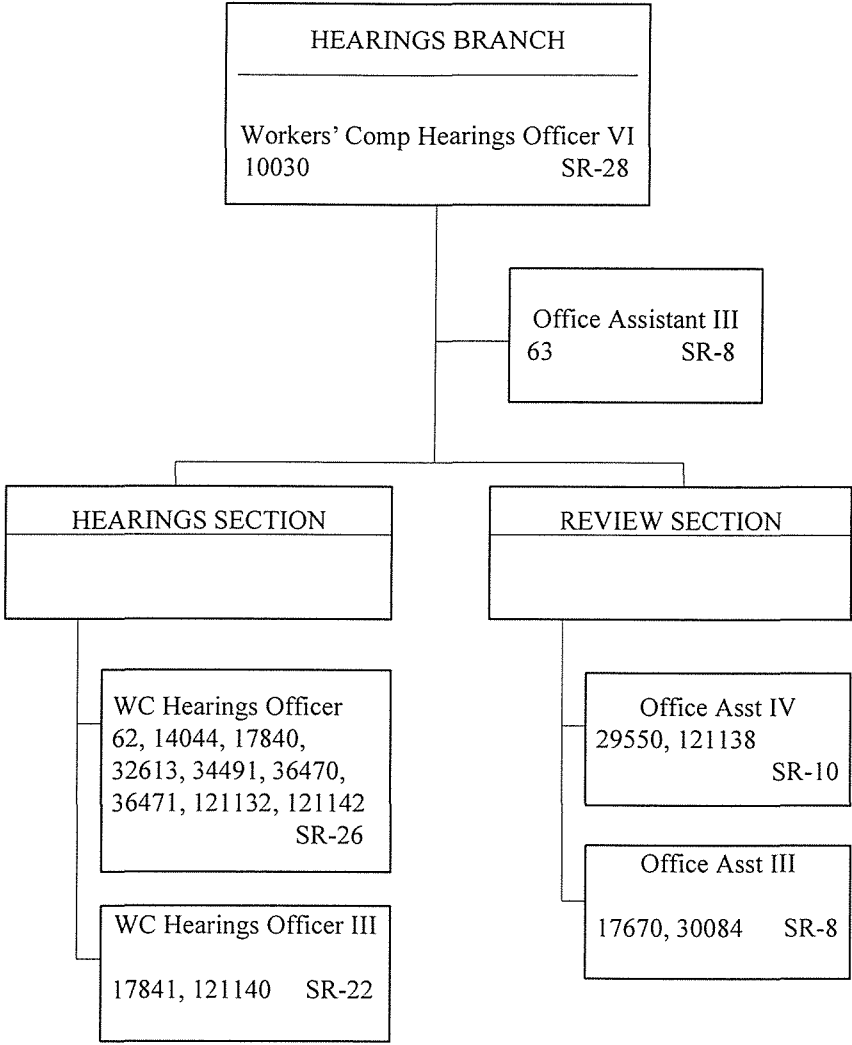 HEARINGS BRANCH
Workers' Comp Hearings Officer VI
10030 SR-28
Office Assistant III
63 SR-8
HEARINGS SECTION
WC Hearings Officer
62, 14044, 17840,
32613, 34491, 36470,
36471, 121132, 121142
SR-26
WC Hearings Officer III
17841, 121140 SR-22
REVIEW SECTION
Office Asst IV
29550, 121138
SR-10
Office Asst III
17670, 30084 SR-8